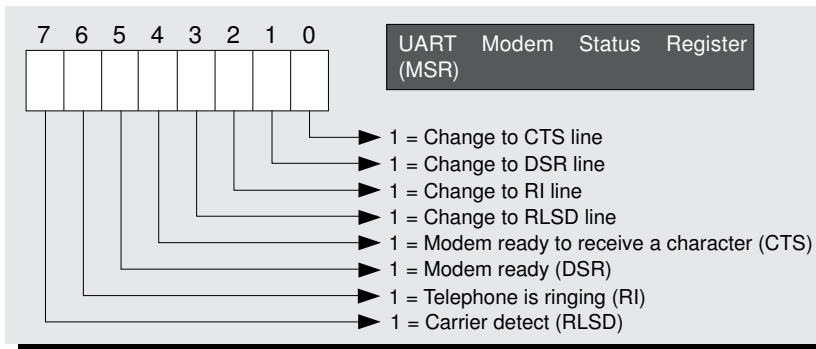 7 6 5 4 3 2 1 0
UART Modem Status Register
(MSR)
1 = Change to CTS line
1 = Change to DSR line
1 = Change to RI line
1 = Change to RLSD line
1 = Modem ready to receive a character (CTS)
1 = Modem ready (DSR)
1 = Telephone is ringing (RI)
1 = Carrier detect (RLSD)